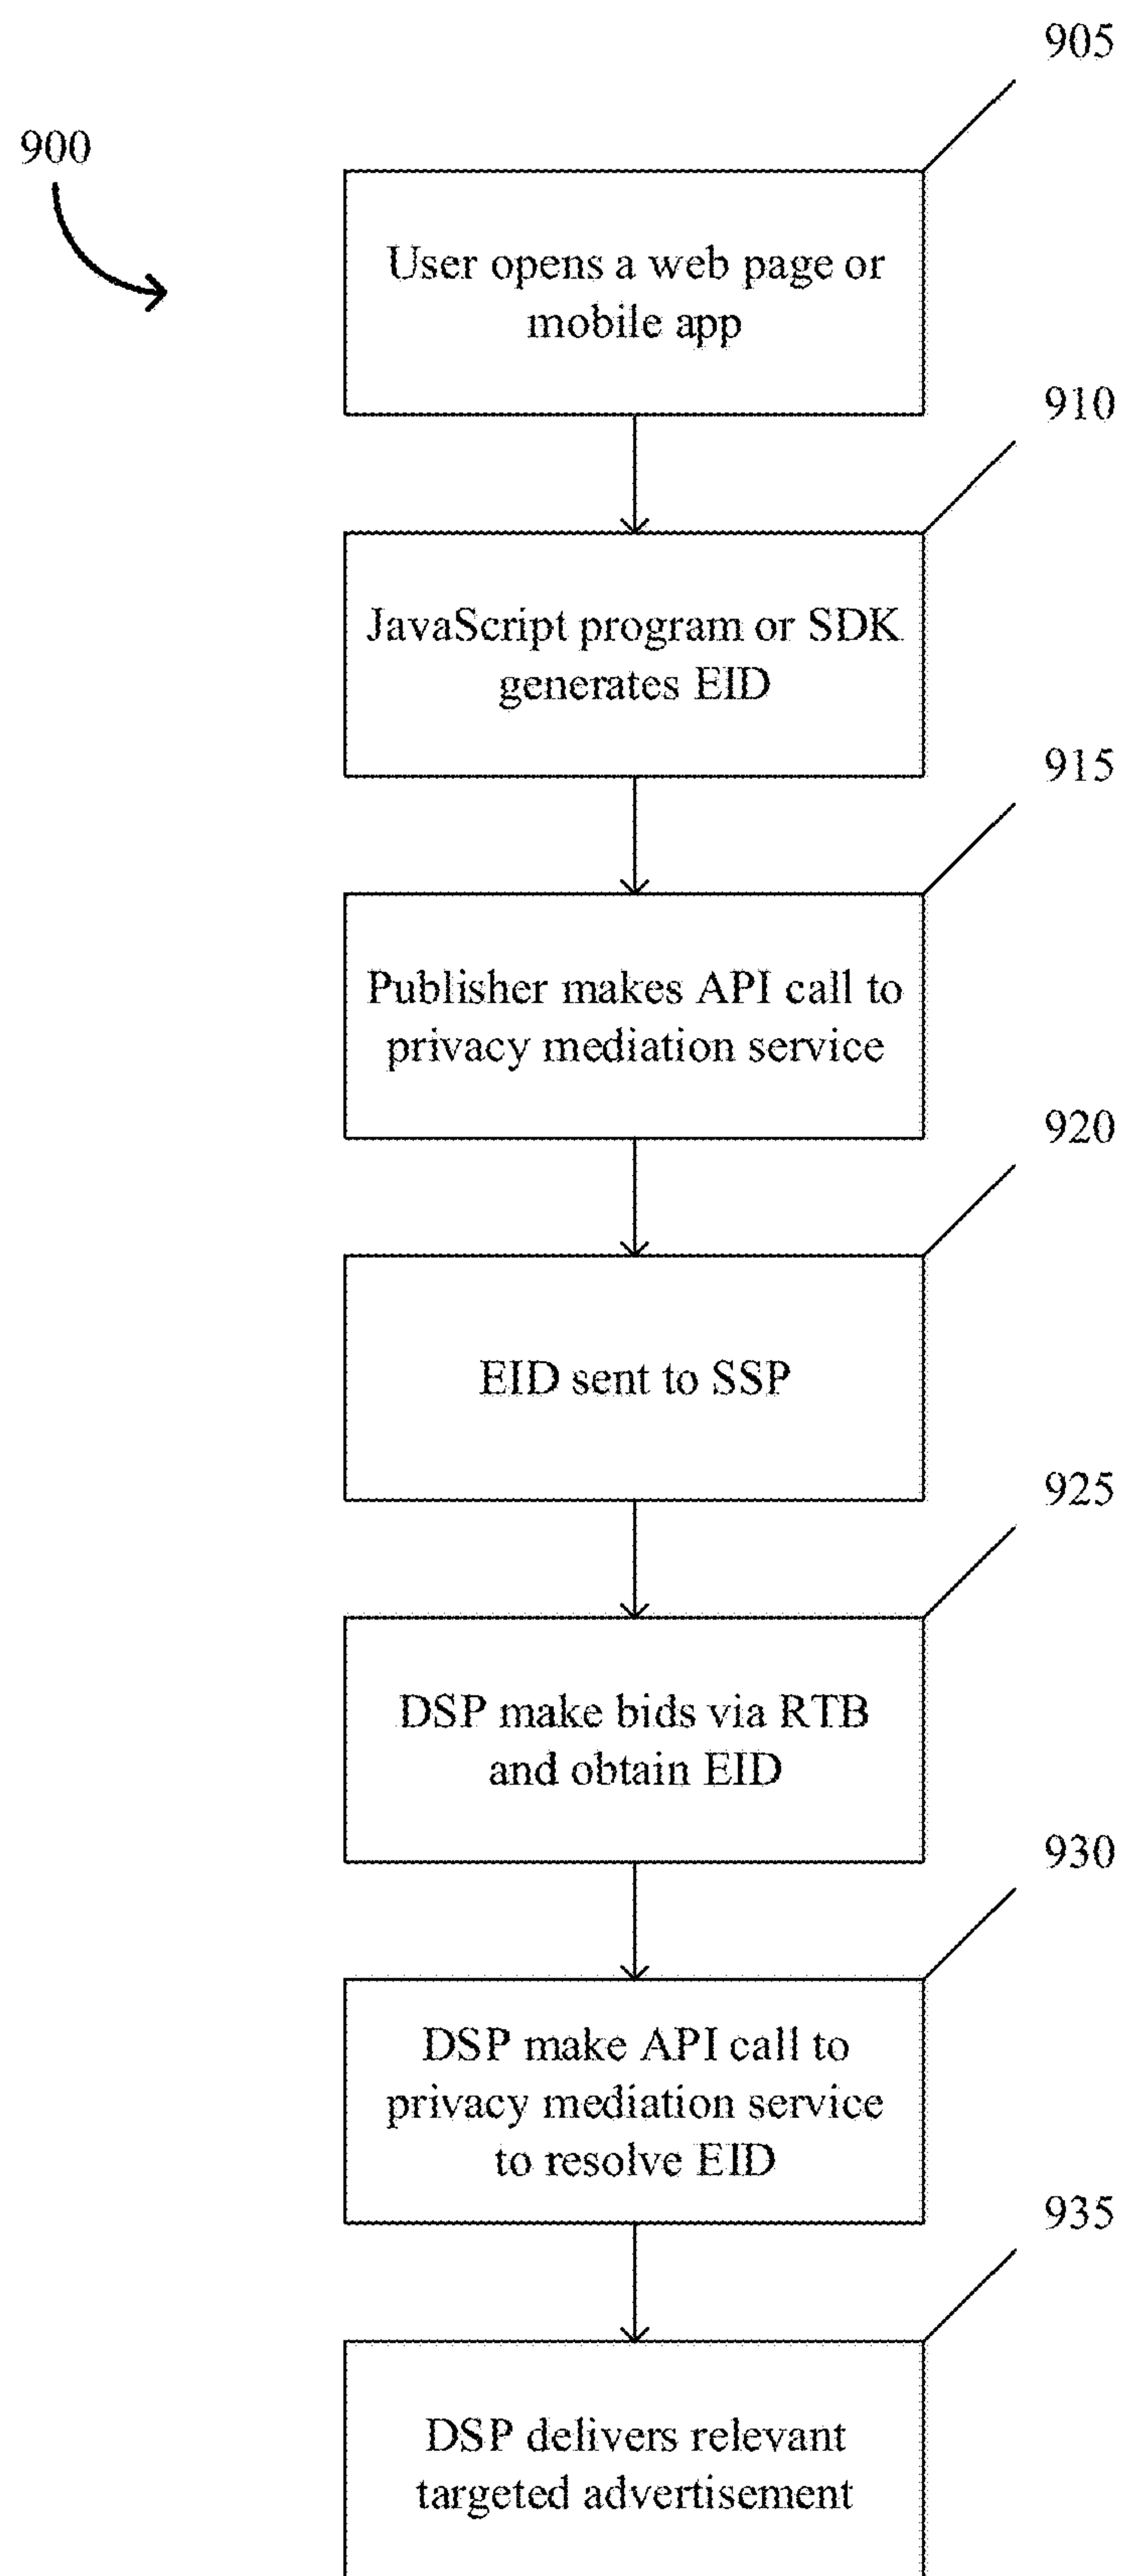 905
900
User opens a web page or
mobile app
910
JavaScript program or SDK
generates EID
915
Publisher makes API call to
privacy mediation service
920
EID sent to SSP
925
DSP make bids via RTB
and obtain EID
930
DSP make API call to
privacy mediation service
to resolve EID
935
DSP delivers relevant
targeted advertisement